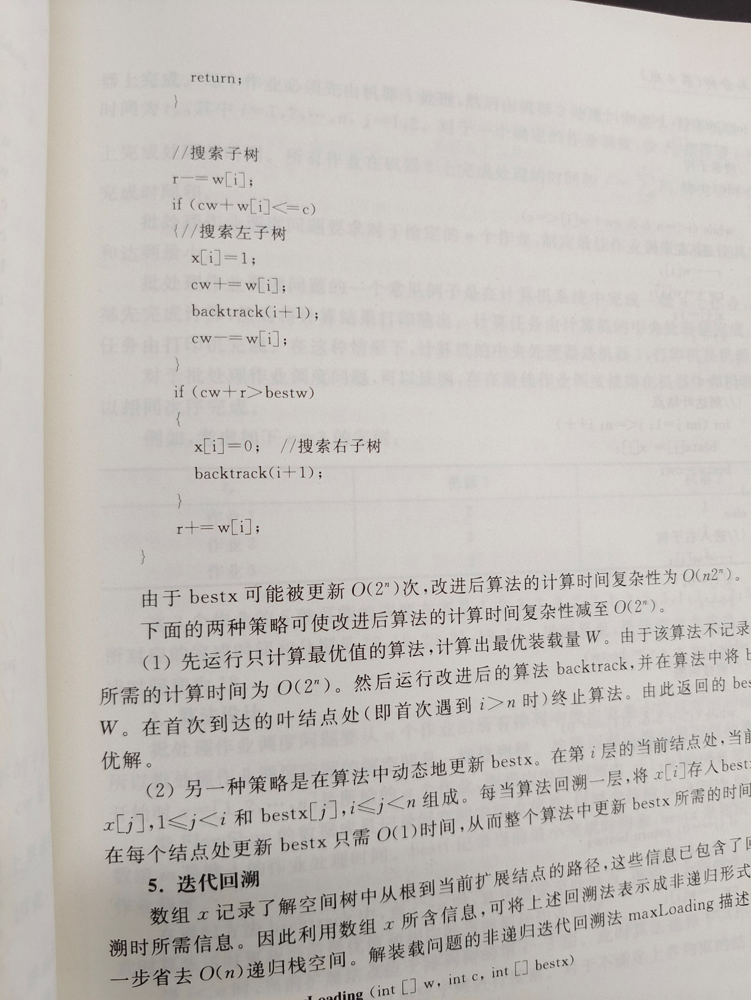 return;
}
//搜索子树
r-=w[i];
if (cw+w[i]<=c)
{//搜索左子树
x[i]=1;
cw+=w[i];
backtrack(i+1);
cw-=w[i];
}
if (cw+r>bestw)
{
x[i]=0; //搜索右子树
backtrack(i+1);
}
r+=w[i];
}
由于 bestx 可能被更新 O(2ⁿ)次,改进后算法的计算时间复杂性为 O(n2ⁿ)。
下面的两种策略可使改进后算法的计算时间复杂性减至 O(2ⁿ)。
(1) 先运行只计算最优值的算法,计算出最优装载量 W。由于该算法不记录
所需的计算时间为 O(2ⁿ)。然后运行改进后的算法 backtrack,并在算法中将 b
W。在首次到达的叶结点处(即首次遇到 i>n 时)终止算法。由此返回的 bes
优解。
(2) 另一种策略是在算法中动态地更新 bestx。在第 i 层的当前结点处,当前
x[j],1≤j<i 和 bestx[j],i≤j<n 组成。每当算法回溯一层,将 x[i]存入bestx
在每个结点处更新 bestx 只需 O(1)时间,从而整个算法中更新 bestx 所需的时间
5. 迭代回溯
数组 x 记录了解空间树中从根到当前扩展结点的路径,这些信息已包含了回
溯时所需信息。因此利用数组 x 所含信息,可将上述回溯法表示成非递归形式
一步省去 O(n)递归栈空间。解装载问题的非递归迭代回溯法 maxLoading 描述
Loading (int [] w, int c, int [] bestx)